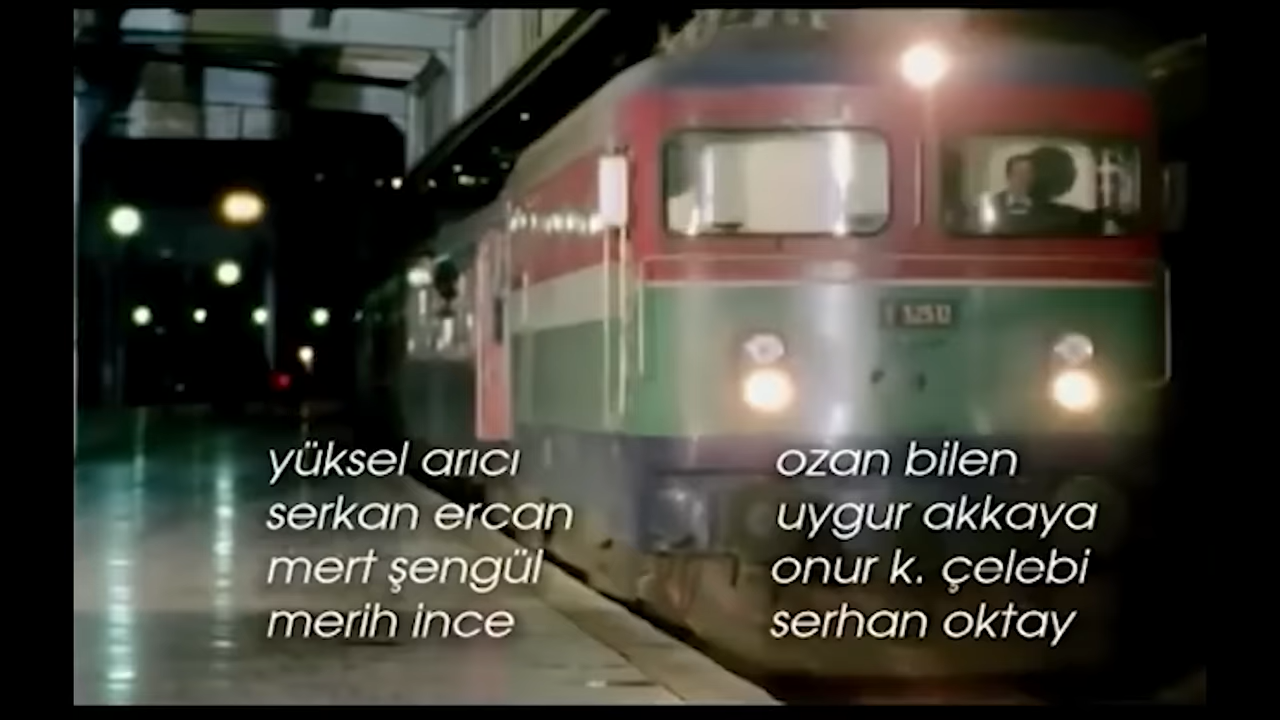 yüksel arıcı
serkan ercan
mert şengül
merih ince
ozan bilen
uygur akkaya
onur k. çelebi
serhan oktay